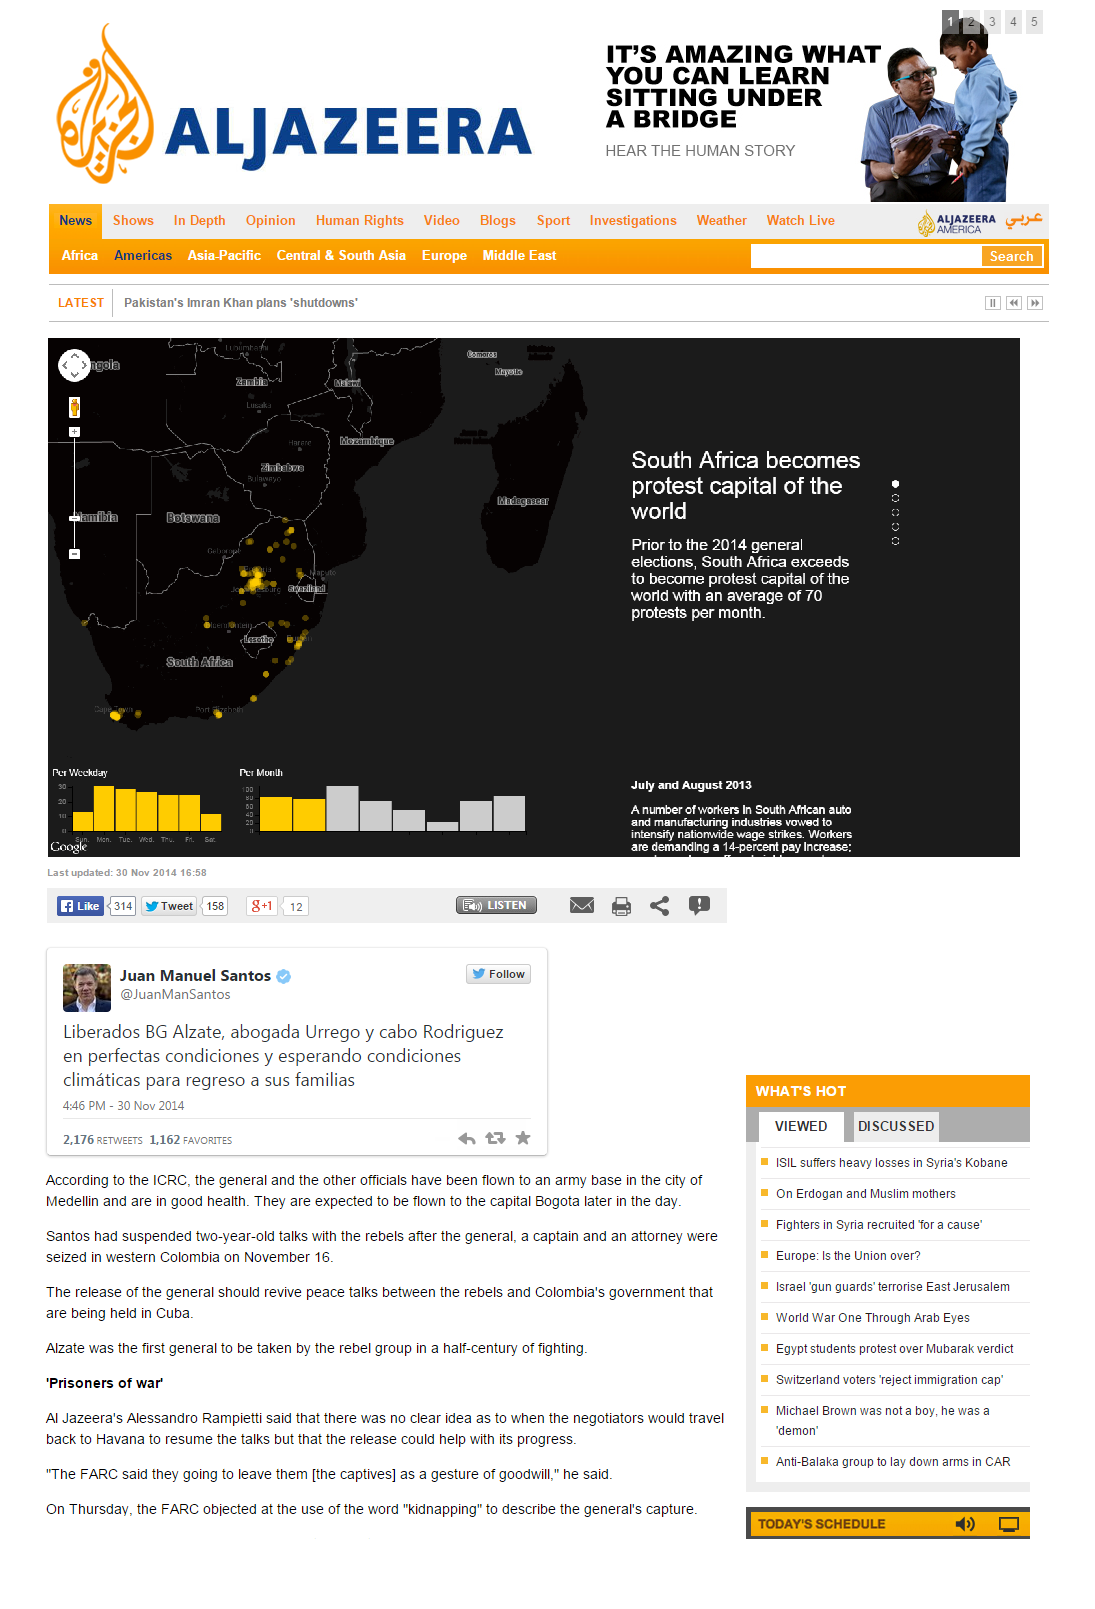 1 2 3 4 5
IT'S AMAZING WHAT
YOU CAN LEARN
SITTING UNDER
A BRIDGE
HEAR THE HUMAN STORY
الجزيرة
ALJAZEERA
News Shows In Depth Opinion Human Rights Video Blogs Sport Investigations Weather Watch Live
ALJAZEERA
AMERICA
عربي
Africa Americas Asia-Pacific Central & South Asia Europe Middle East
Search
LATEST
Pakistan's Imran Khan plans 'shutdowns'
Lubumbashi
ngola
Comoros
Mayotte
Zambia
Malawi
Lusaka
Harare
Mozambique
Zimbabwe
Bulawayo
Madagascar
Namibia
Botswana
Gaborone
Maputo
Swaziland
Bloemfontein
Lesotho
Durban
South Africa
Cape Town
Port Elizabeth
South Africa becomes
protest capital of the
world
Prior to the 2014 general
elections, South Africa exceeds
to become protest capital of the
world with an average of 70
protests per month.
Per Weekday
30
20
10
0
Sun. Mon. Tue. Wed. Thu. Fri. Sat.
Per Month
100
80
60
40
20
0
Google
July and August 2013
A number of workers in South African auto
and manufacturing industries vowed to
intensify nationwide wage strikes. Workers
are demanding a 14-percent pay increase;
Last updated: 30 Nov 2014 16:58
Like 314 Tweet 158 g+1 12
LISTEN
Juan Manuel Santos
@JuanManSantos
Follow
Liberados BG Alzate, abogada Urrego y cabo Rodriguez
en perfectas condiciones y esperando condiciones
climáticas para regreso a sus familias
4:46 PM - 30 Nov 2014
2,176 RETWEETS 1,162 FAVORITES
According to the ICRC, the general and the other officials have been flown to an army base in the city of
Medellin and are in good health. They are expected to be flown to the capital Bogota later in the day.
Santos had suspended two-year-old talks with the rebels after the general, a captain and an attorney were
seized in western Colombia on November 16.
The release of the general should revive peace talks between the rebels and Colombia's government that
are being held in Cuba.
Alzate was the first general to be taken by the rebel group in a half-century of fighting.
'Prisoners of war'
Al Jazeera's Alessandro Rampietti said that there was no clear idea as to when the negotiators would travel
back to Havana to resume the talks but that the release could help with its progress.
"The FARC said they going to leave them [the captives] as a gesture of goodwill," he said.
On Thursday, the FARC objected at the use of the word "kidnapping" to describe the general's capture.
WHAT'S HOT
VIEWED DISCUSSED
ISIL suffers heavy losses in Syria's Kobane
On Erdogan and Muslim mothers
Fighters in Syria recruited 'for a cause'
Europe: Is the Union over?
Israel 'gun guards' terrorise East Jerusalem
World War One Through Arab Eyes
Egypt students protest over Mubarak verdict
Switzerland voters 'reject immigration cap'
Michael Brown was not a boy, he was a
'demon'
Anti-Balaka group to lay down arms in CAR
TODAY'S SCHEDULE